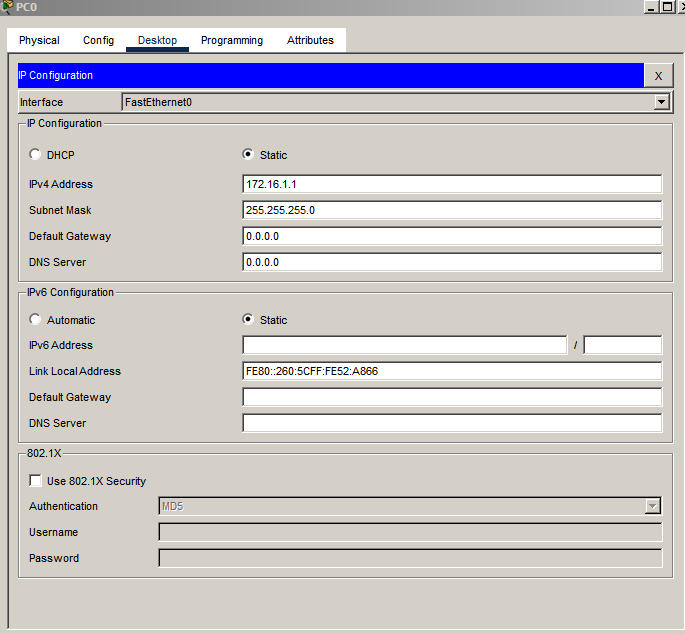 PC0
Physical Config Desktop Programming Attributes
IP Configuration X
Interface FastEthernet0
IP Configuration
DHCP Static
IPv4 Address 172.16.1.1
Subnet Mask 255.255.255.0
Default Gateway 0.0.0.0
DNS Server 0.0.0.0
IPv6 Configuration
Automatic Static
IPv6 Address /
Link Local Address FE80::260:5CFF:FE52:A866
Default Gateway
DNS Server
802.1X
Use 802.1X Security
Authentication MD5
Username
Password